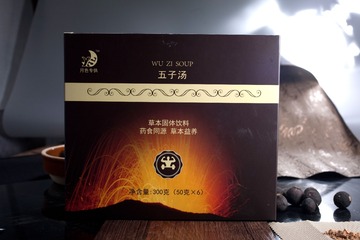 WU ZI SOUP
五子汤
草本固体饮料
药食同源 草本益养
净含量:300克 (50克×6)